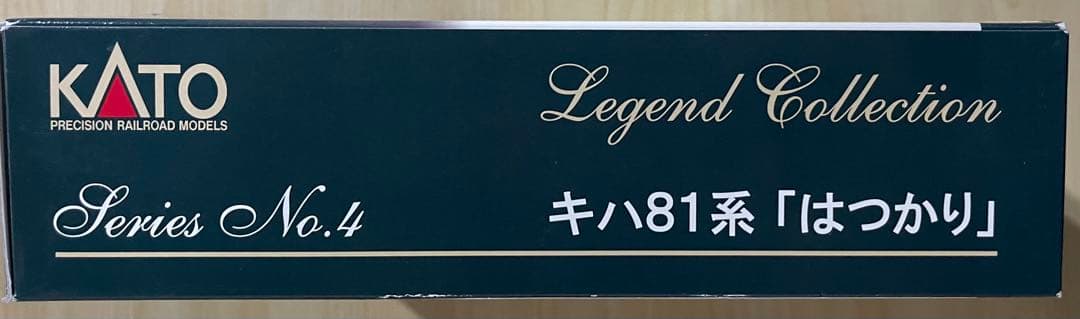 KATO
PRECISION RAILROAD MODELS
Legend Collection
Series No.4
キハ81系「はつかり」